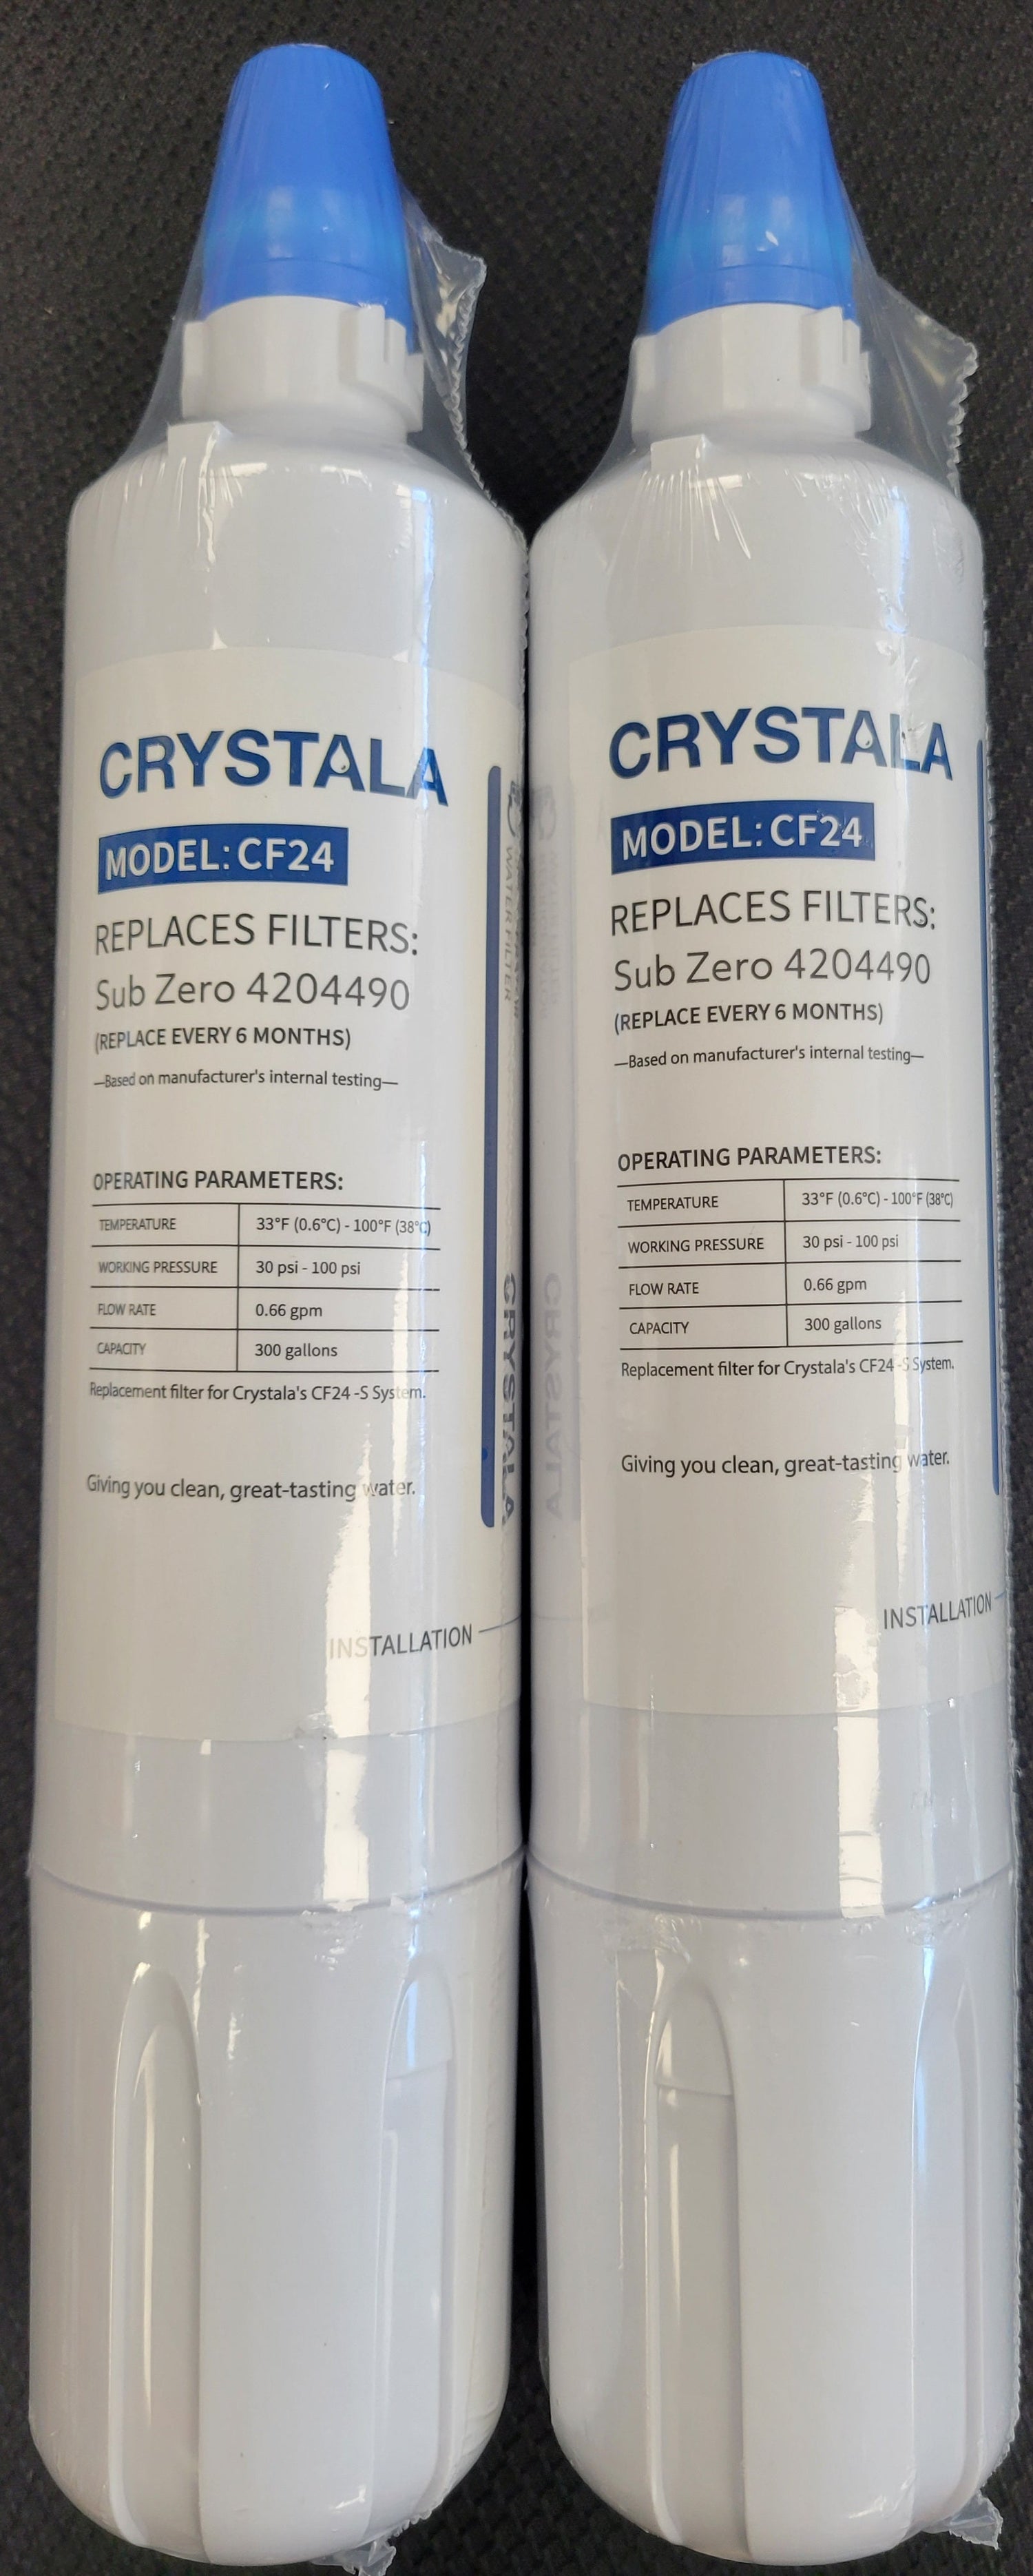 CRYSTALA
MODEL: CF24
REPLACES FILTERS:
Sub Zero 4204490
(REPLACE EVERY 6 MONTHS)
—Based on manufacturer's internal testing—
OPERATING PARAMETERS:
TEMPERATURE 33°F (0.6°C) - 100°F (38°C)
WORKING PRESSURE 30 psi - 100 psi
FLOW RATE 0.66 gpm
CAPACITY 300 gallons
Replacement filter for Crystala's CF24 -S System.
Giving you clean, great-tasting water.
INSTALLATION
WATER FILTER
CRYSTALA
CRYSTALA
MODEL: CF24
REPLACES FILTERS:
Sub Zero 4204490
(REPLACE EVERY 6 MONTHS)
—Based on manufacturer's internal testing—
OPERATING PARAMETERS:
TEMPERATURE 33°F (0.6°C) - 100°F (38°C)
WORKING PRESSURE 30 psi - 100 psi
FLOW RATE 0.66 gpm
CAPACITY 300 gallons
Replacement filter for Crystala's CF24 -S System.
Giving you clean, great-tasting water.
INSTALLATION